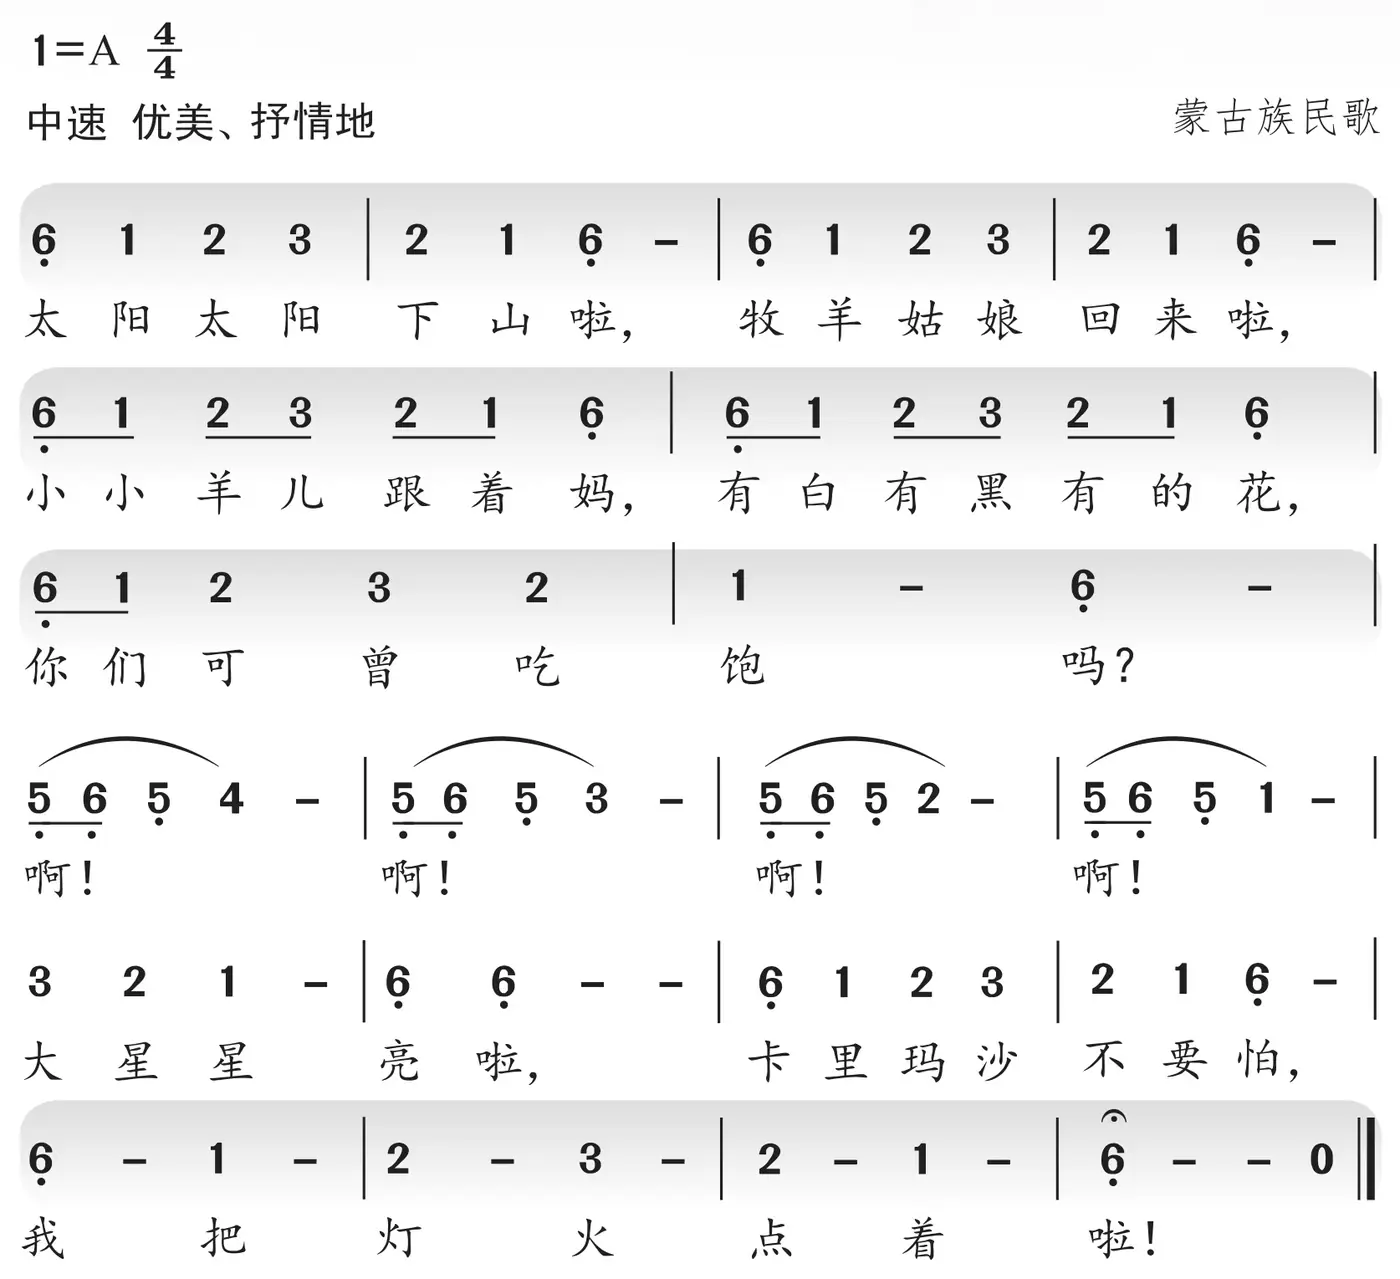 1=A 4/4
中速 优美、抒情地
蒙古族民歌
6̣ 1 2 3 | 2 1 6̣ – | 6̣ 1 2 3 | 2 1 6̣ – |
太阳太阳 下山啦, 牧羊姑娘 回来啦,
6̣ 1 2 3 2 1 6̣ | 6̣ 1 2 3 2 1 6̣ |
小小羊儿跟着妈, 有白有黑有的花,
6̣ 1 2 3 2 | 1 – 6̣ – |
你们可曾吃 饱吗?
5̣ 6̣ 5̣ 4 – | 5̣ 6̣ 5̣ 3 – | 5̣ 6̣ 5̣ 2 – | 5̣ 6̣ 5̣ 1 – |
啊! 啊! 啊! 啊!
3 2 1 – | 6̣ 6̣ – – | 6̣ 1 2 3 | 2 1 6̣ – |
大星星 亮啦, 卡里玛沙 不要怕,
6̣ – 1 – | 2 – 3 – | 2 – 1 – | 6̣ – – 0
我把 灯火 点着 啦!